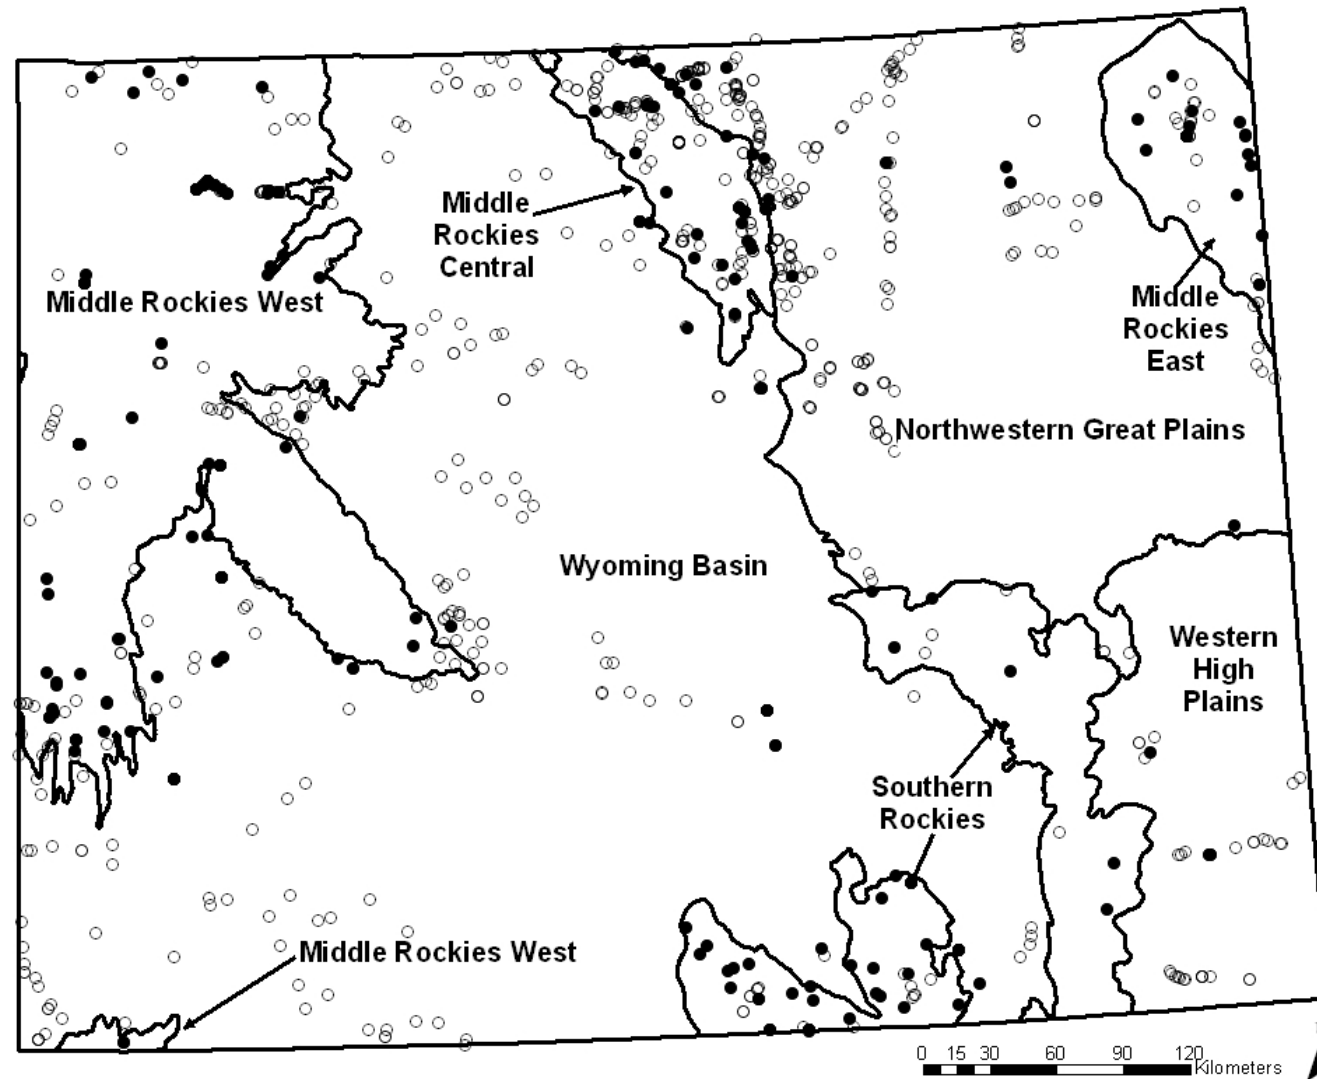 Middle
Rockies
Central
Middle Rockies West
Middle
Rockies
East
Northwestern Great Plains
Wyoming Basin
Western
High
Plains
Southern
Rockies
Middle Rockies West
0 15 30 60 90 120
Kilometers